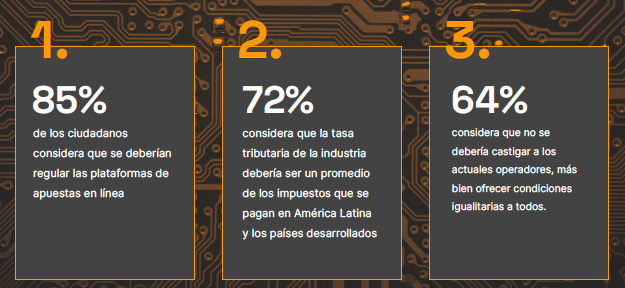 1.
85%
de los ciudadanos
considera que se deberían
regular las plataformas de
apuestas en línea
2.
72%
considera que la tasa
tributaria de la industria
debería ser un promedio
de los impuestos que se
pagan en América Latina
y los países desarrollados
3.
64%
considera que no se
debería castigar a los
actuales operadores, más
bien ofrecer condiciones
igualitarias a todos.